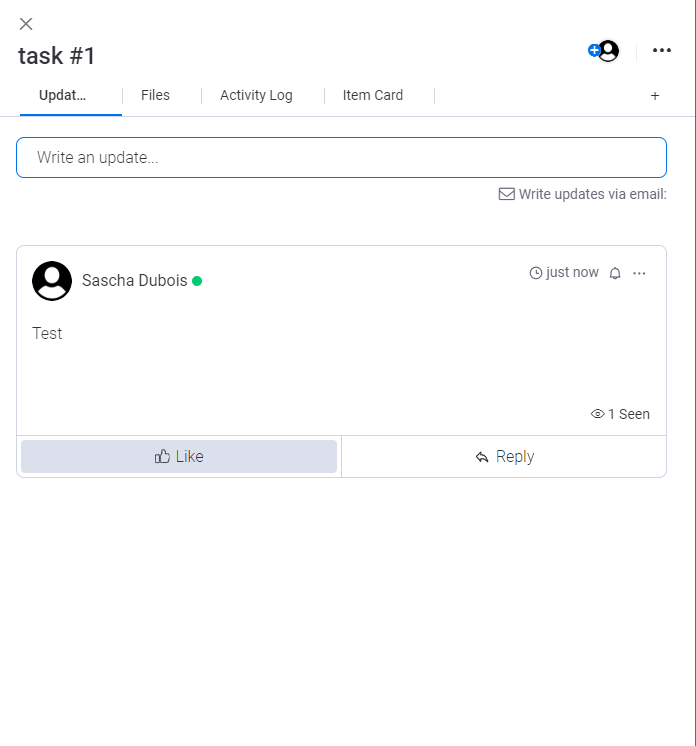 task #1
Updat...
Files
Activity Log
Item Card
+
Write an update...
Write updates via email:
Sascha Dubois
just now
Test
1 Seen
Like
Reply